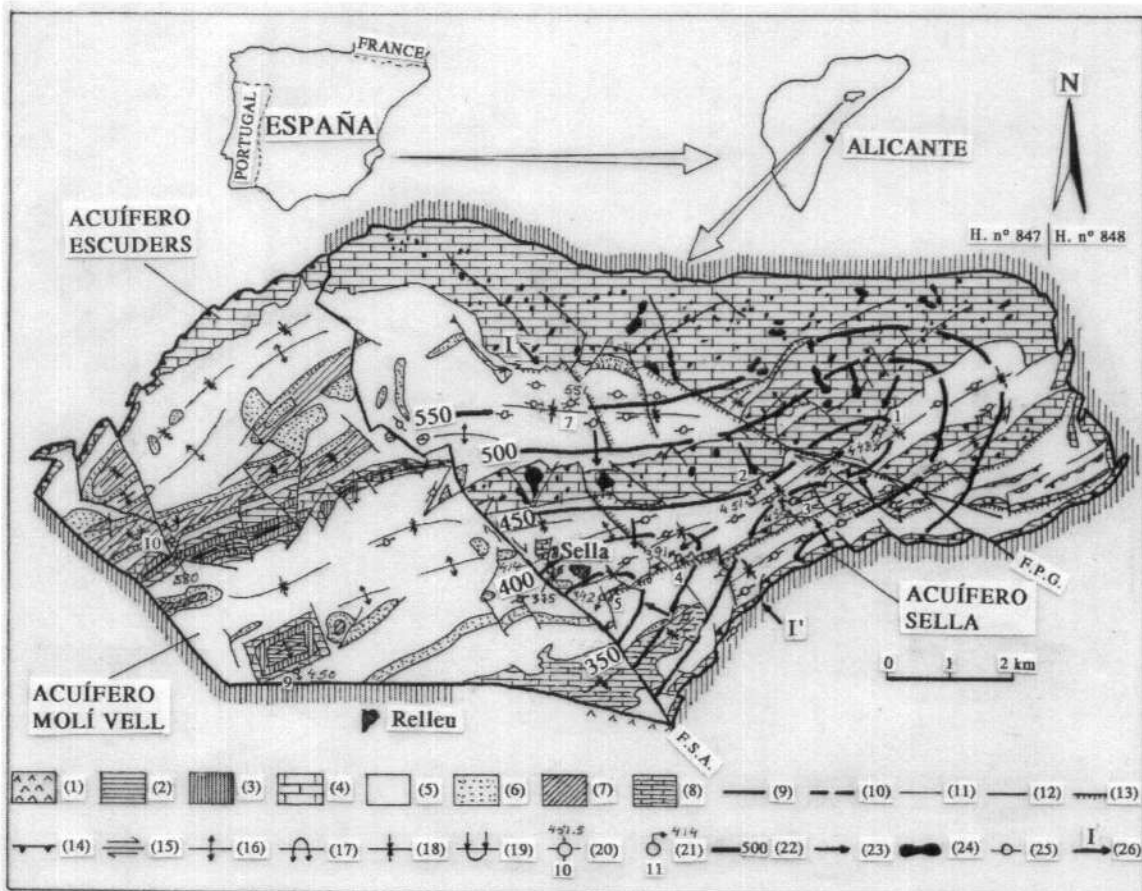 FRANCE
PORTUGAL
ESPAÑA
ALICANTE
N
ACUÍFERO
ESCUDERS
H. nº 847 H. nº 848
I
550
7
1
500
2
450
3
Sella
10
400
4
5
F.P.G.
580
375
ACUÍFERO
SELLA
I'
350
0 1 2 km
9 450
ACUÍFERO
MOLÍ VELL
Relleu
F.S.A.
(1) (2) (3) (4) (5) (6) (7) (8) (9) (10) (11) (12) (13)
451.5 414 I
(14) (15) (16) (17) (18) (19) (20) (21) 500 (22) (23) (24) (25) (26)
10 11